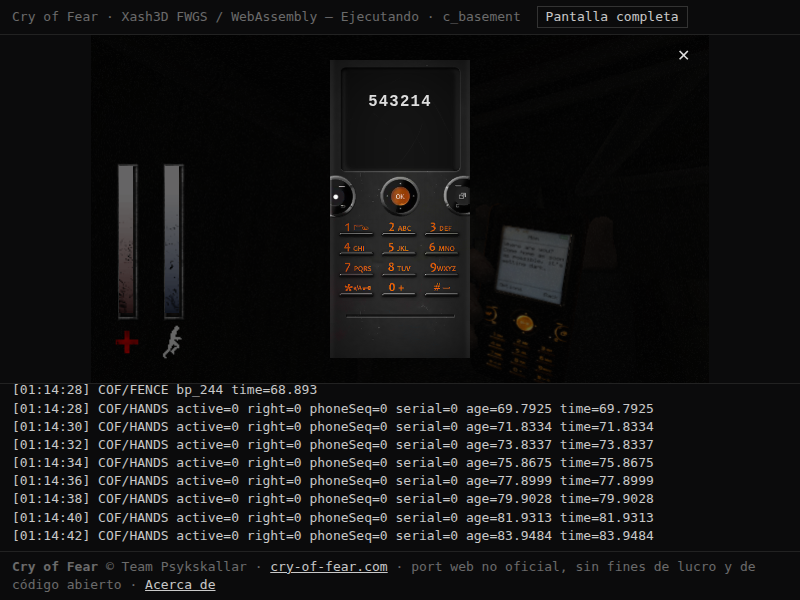 Cry of Fear · Xash3D FWGS / WebAssembly — Ejecutando · c_basement
Pantalla completa
✕
543214
OK
1
2 ABC
3 DEF
4 GHI
5 JKL
6 MNO
7 PQRS
8 TUV
9WXYZ
*
0 +
#
[01:14:28] COF/FENCE bp_244 time=68.893
[01:14:28] COF/HANDS active=0 right=0 phoneSeq=0 serial=0 age=69.7925 time=69.7925
[01:14:30] COF/HANDS active=0 right=0 phoneSeq=0 serial=0 age=71.8334 time=71.8334
[01:14:32] COF/HANDS active=0 right=0 phoneSeq=0 serial=0 age=73.8337 time=73.8337
[01:14:34] COF/HANDS active=0 right=0 phoneSeq=0 serial=0 age=75.8675 time=75.8675
[01:14:36] COF/HANDS active=0 right=0 phoneSeq=0 serial=0 age=77.8999 time=77.8999
[01:14:38] COF/HANDS active=0 right=0 phoneSeq=0 serial=0 age=79.9028 time=79.9028
[01:14:40] COF/HANDS active=0 right=0 phoneSeq=0 serial=0 age=81.9313 time=81.9313
[01:14:42] COF/HANDS active=0 right=0 phoneSeq=0 serial=0 age=83.9484 time=83.9484
Cry of Fear © Team Psykskallar · cry-of-fear.com · port web no oficial, sin fines de lucro y de
código abierto · Acerca de